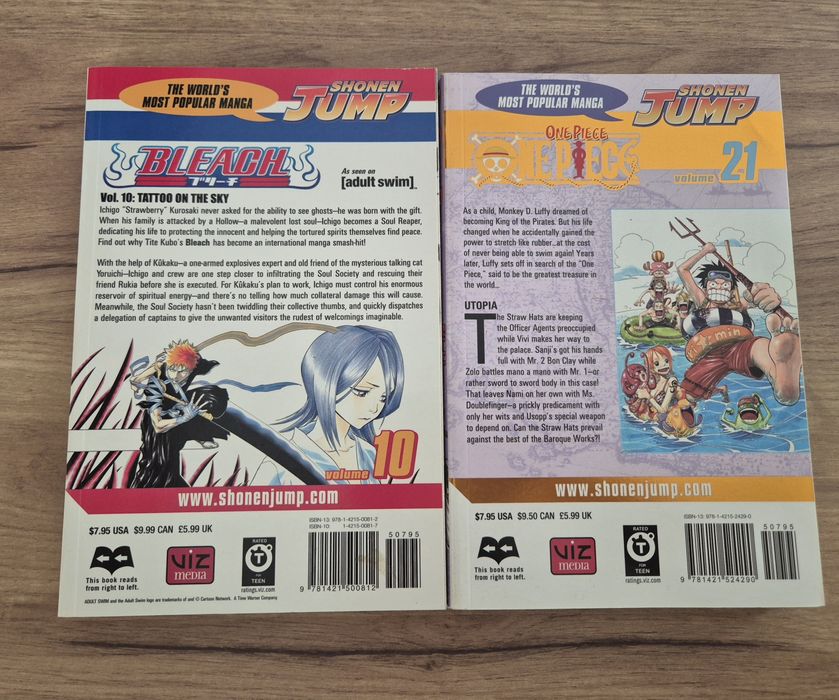 THE WORLD'S
MOST POPULAR MANGA
SHONEN
JUMP
BLEACH
ブリーチ
As seen on
[adult swim]™
Vol. 10: TATTOO ON THE SKY
Ichigo "Strawberry" Kurosaki never asked for the ability to see ghosts—he was born with the gift.
When his family is attacked by a Hollow—a malevolent lost soul—Ichigo becomes a Soul Reaper,
dedicating his life to protecting the innocent and helping the tortured spirits themselves find peace.
Find out why Tite Kubo's Bleach has become an international manga smash-hit!
With the help of Kûkaku—a one-armed explosives expert and old friend of the mysterious talking cat
Yoruichi—Ichigo and crew are one step closer to infiltrating the Soul Society and rescuing their
friend Rukia before she is executed. For Kûkaku's plan to work, Ichigo must control his enormous
reservoir of spiritual energy—and there's no telling how much collateral damage this will cause.
Meanwhile, the Soul Society hasn't been twiddling their collective thumbs, and quickly dispatches
a delegation of captains to give the unwanted visitors the rudest of welcomings imaginable.
volume 10
www.shonenjump.com
$7.95 USA $9.99 CAN £5.99 UK
ISBN-13: 978-1-4215-0081-2
ISBN-10: 1-4215-0081-7
50795
This book reads
from right to left.
VIZ
media
RATED
T
FOR
TEEN
ratings.viz.com
9 781421 500812
ADULT SWIM and the Adult Swim logo are trademarks of and © Cartoon Network. A Time Warner Company
THE WORLD'S
MOST POPULAR MANGA
SHONEN
JUMP
ONE PIECE
ONE PIECE
volume 21
As a child, Monkey D. Luffy dreamed of
becoming King of the Pirates. But his life
changed when he accidentally gained the
power to stretch like rubber...at the cost
of never being able to swim again! Years
later, Luffy sets off in search of the "One
Piece," said to be the greatest treasure in
the world...
UTOPIA
The Straw Hats are keeping
the Officer Agents preoccupied
while Vivi makes her way to
the palace. Sanji's got his hands
full with Mr. 2 Bon Clay while
Zolo battles mano a mano with Mr. 1—or
rather sword to sword body in this case!
That leaves Nami on her own with Ms.
Doublefinger—a prickly predicament with
only her wits and Usopp's special weapon
to depend on. Can the Straw Hats prevail
against the best of the Baroque Works?!
www.shonenjump.com
$7.95 USA $9.50 CAN £5.99 UK
ISBN-13: 978-1-4215-2429-0
50795
This book reads
from right to left.
VIZ
media
RATED
T
FOR
TEEN
ratings.viz.com
9 781421 524290